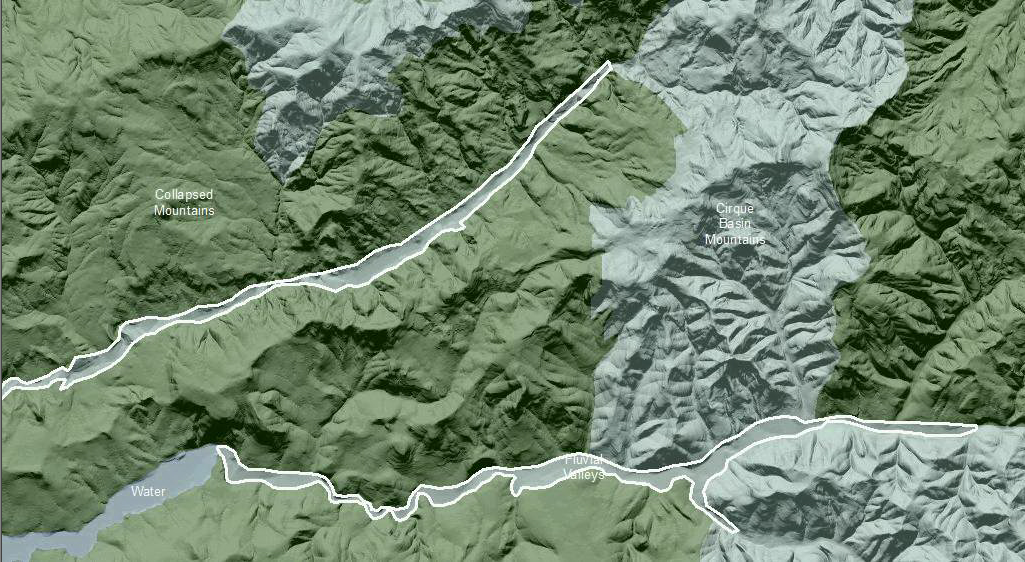 Collapsed
Mountains
Cirque
Basin
Mountains
Fluvial
Valleys
Water